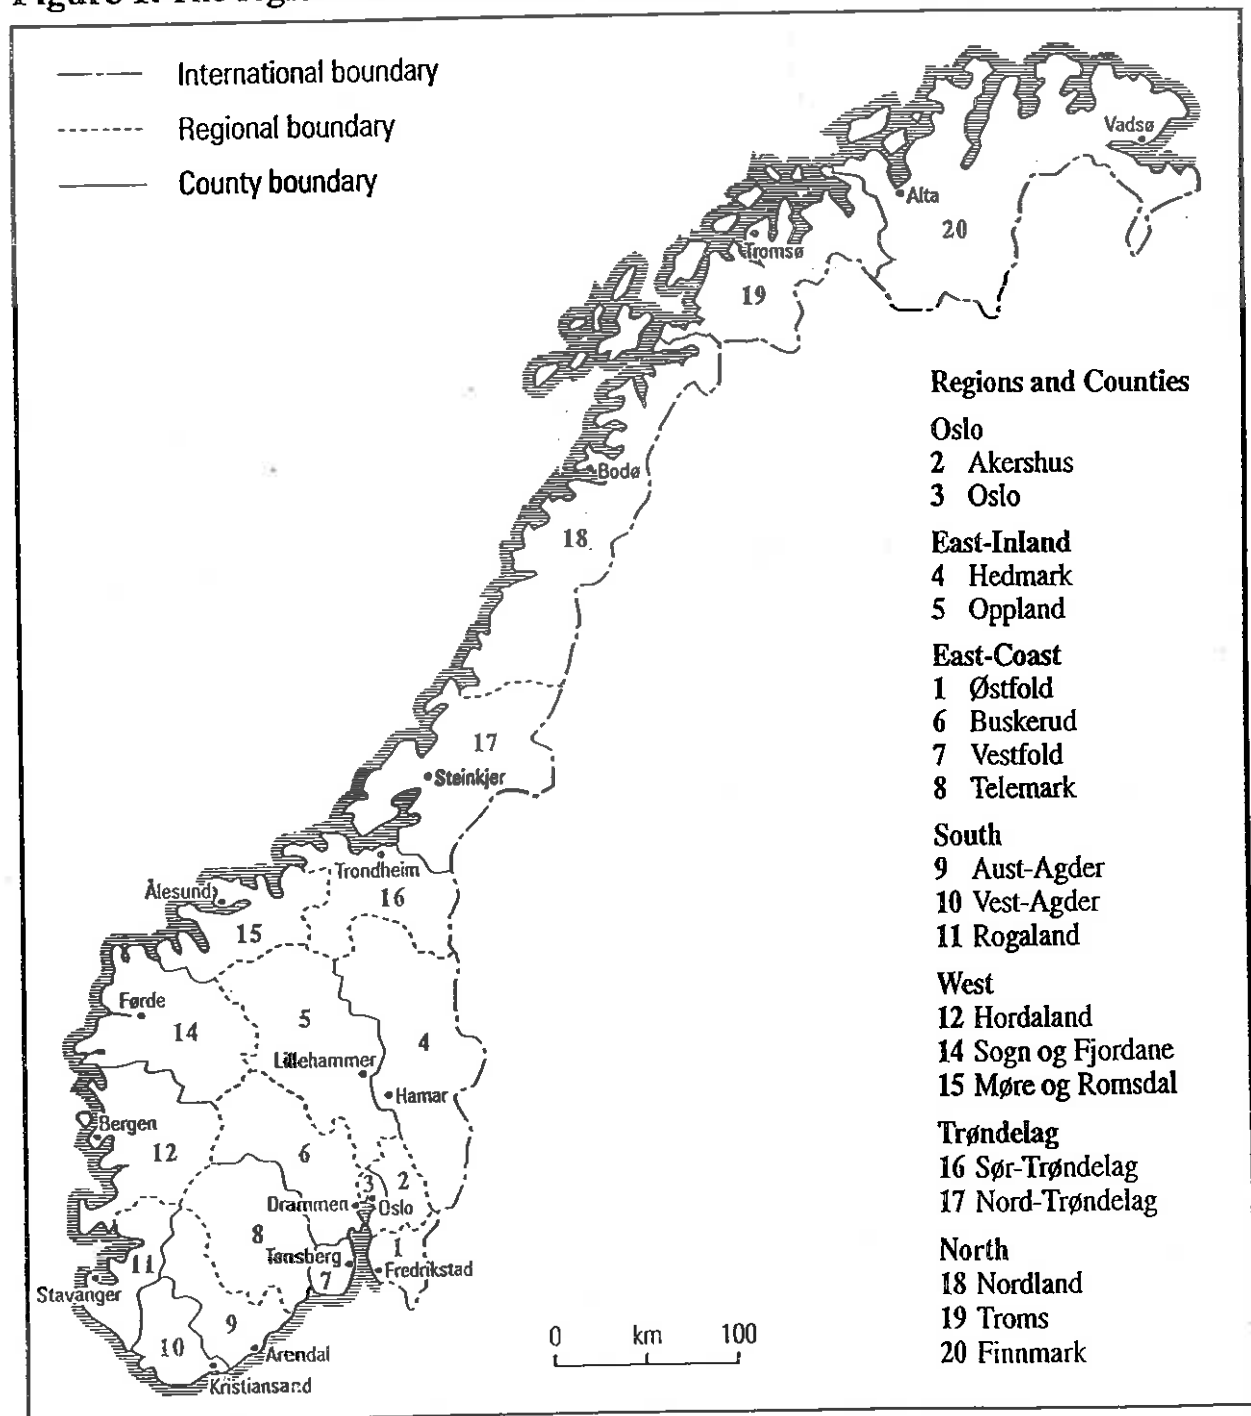 Figure 1. The
International boundary
Regional boundary
County boundary
Vadsø
Alta
20
Tromsø
19
Regions and Counties
Oslo
2 Akershus
3 Oslo
Bodø
18
East-Inland
4 Hedmark
5 Oppland
East-Coast
1 Østfold
6 Buskerud
7 Vestfold
8 Telemark
17
Steinkjer
South
9 Aust-Agder
10 Vest-Agder
11 Rogaland
Trondheim
16
Ålesund
15
West
12 Hordaland
14 Sogn og Fjordane
15 Møre og Romsdal
Førde
14
5
4
Lillehammer
Hamar
Bergen
12
6
3
2
Drammen
Oslo
Trøndelag
16 Sør-Trøndelag
17 Nord-Trøndelag
8
1
11
Tønsberg
7
Fredrikstad
Stavanger
North
18 Nordland
19 Troms
20 Finnmark
9
10
Arendal
Kristiansand
0 km 100